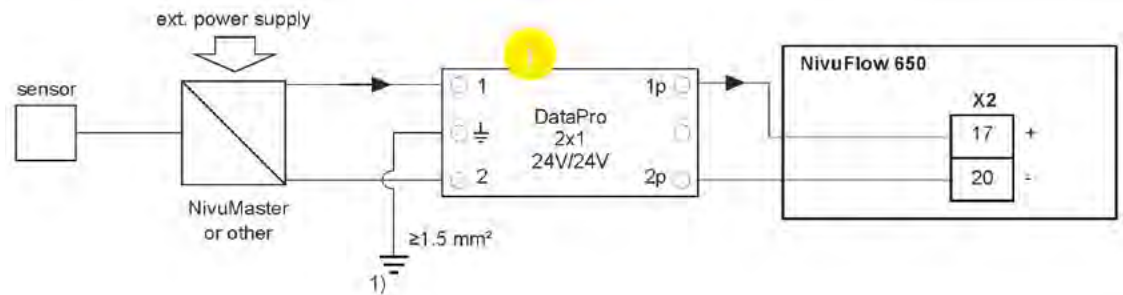 ext. power supply
sensor
NivuMaster
or other
≥1.5 mm²
1)
1
2
DataPro
2x1
24V/24V
1p
2p
NivuFlow 650
X2
17 +
20 -